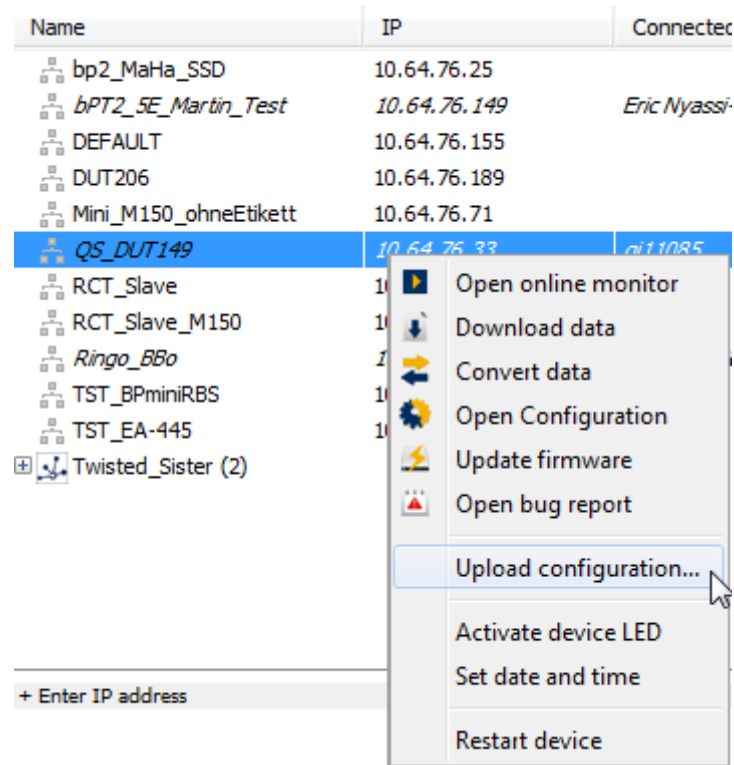 Name IP Connected
bp2_MaHa_SSD 10.64.76.25
bPT2_5E_Martin_Test 10.64.76.149 Eric Nyassi-
DEFAULT 10.64.76.155
DUT206 10.64.76.189
Mini_M150_ohneEtikett 10.64.76.71
QS_DUT149 10.64.76.33 qi11085
RCT_Slave
RCT_Slave_M150
Ringo_BBo
TST_BPminiRBS
TST_EA-445
Twisted_Sister (2)
Open online monitor
Download data
Convert data
Open Configuration
Update firmware
Open bug report
Upload configuration...
Activate device LED
Set date and time
Restart device
+ Enter IP address